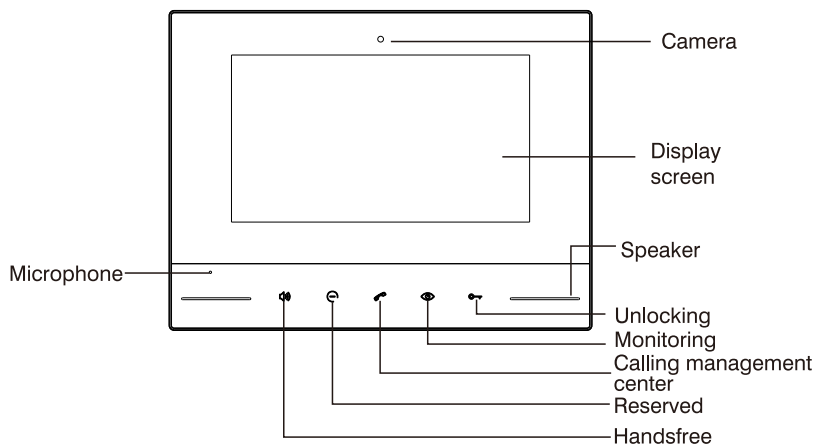 Camera
Display
screen
Speaker
Microphone
Unlocking
Monitoring
Calling management
center
Reserved
Handsfree